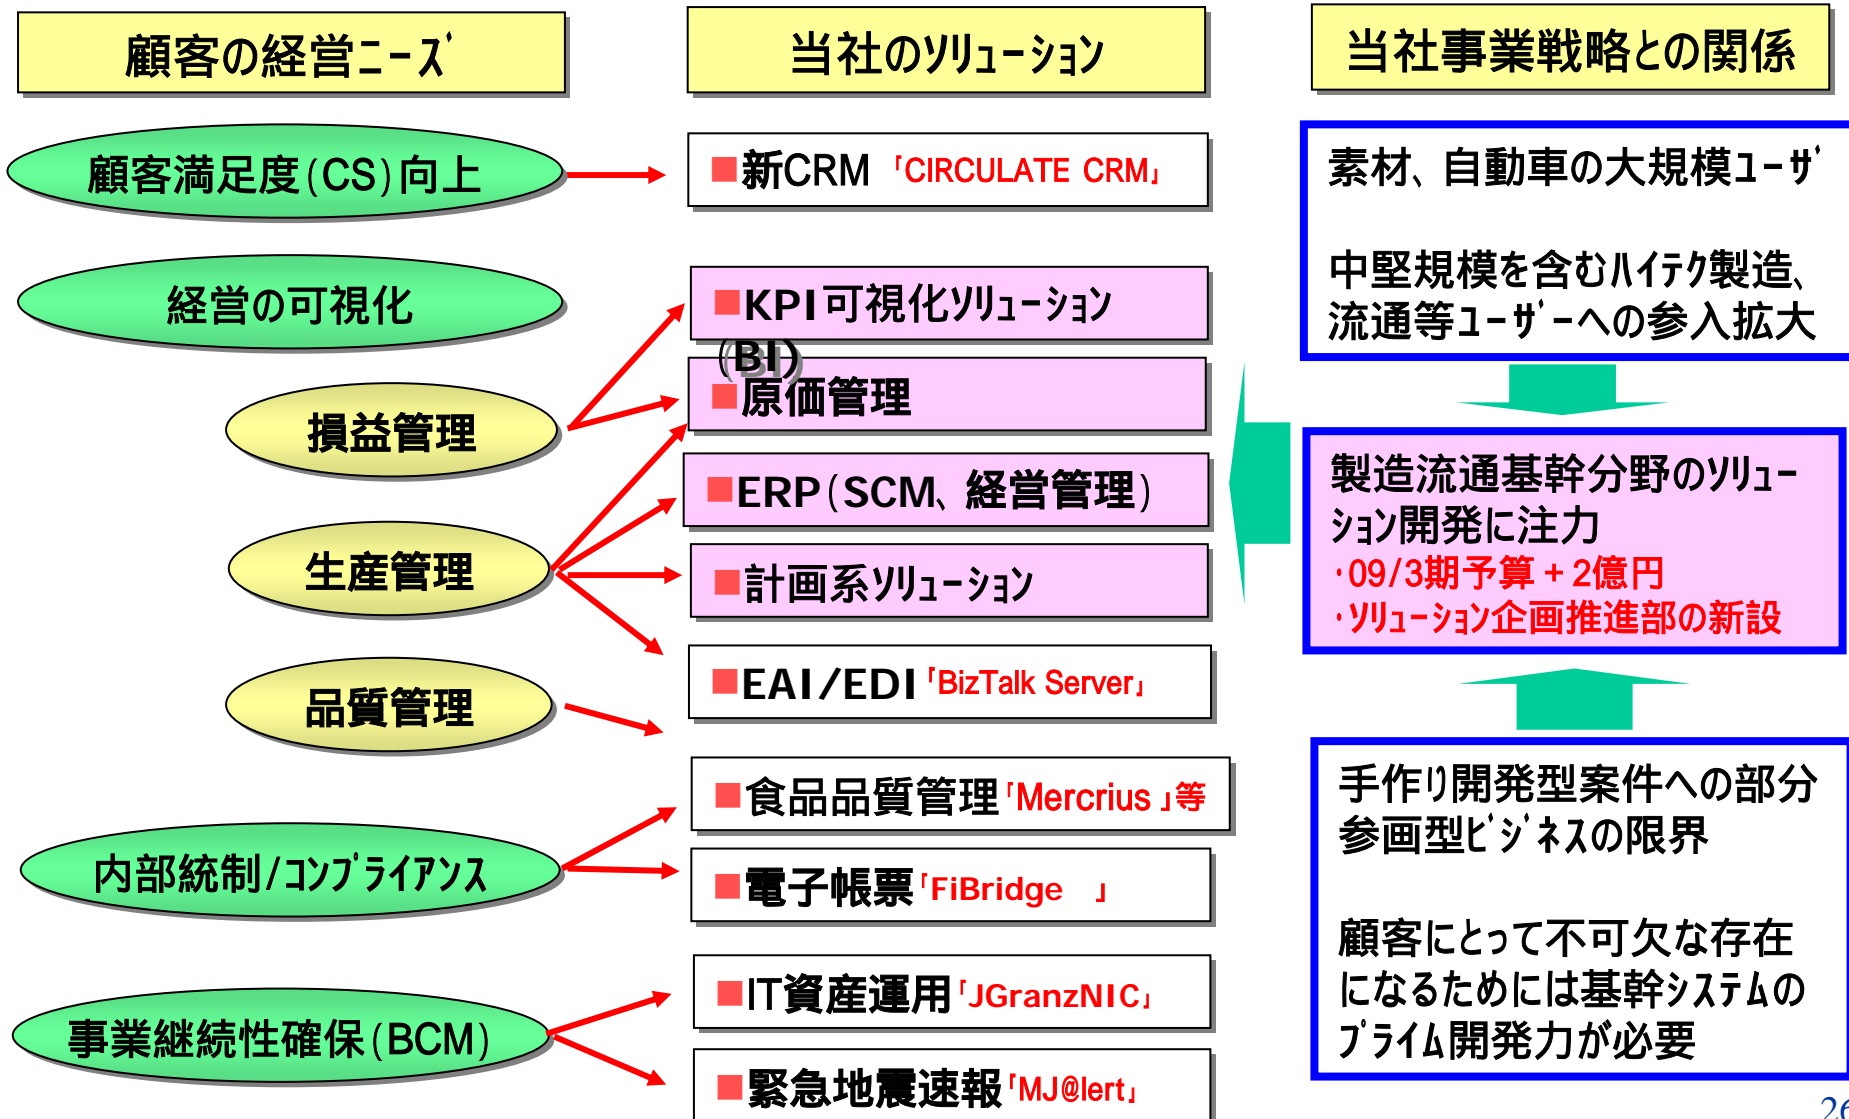 顧客の経営ニーズ
顧客満足度(CS)向上
経営の可視化
損益管理
生産管理
品質管理
内部統制/コンプライアンス
事業継続性確保(BCM)
当社のソリューション
■新CRM「CIRCULATE CRM」
■KPI可視化ソリューション
(BI)
■原価管理
■ERP(SCM、経営管理)
■計画系ソリューション
■EAI/EDI「BizTalk Server」
■食品品質管理「Mercrius」等
■電子帳票「FiBridge 」
■IT資産運用「JGranzNIC」
■緊急地震速報「MJ@lert」
当社事業戦略との関係
素材、自動車の大規模ユーザ
中堅規模を含むハイテク製造、
流通等ユーザーへの参入拡大
製造流通基幹分野のソリュー
ション開発に注力
・09/3期予算+2億円
・ソリューション企画推進部の新設
手作り開発型案件への部分
参画型ビジネスの限界
顧客にとって不可欠な存在
になるためには基幹システムの
プライム開発力が必要
26